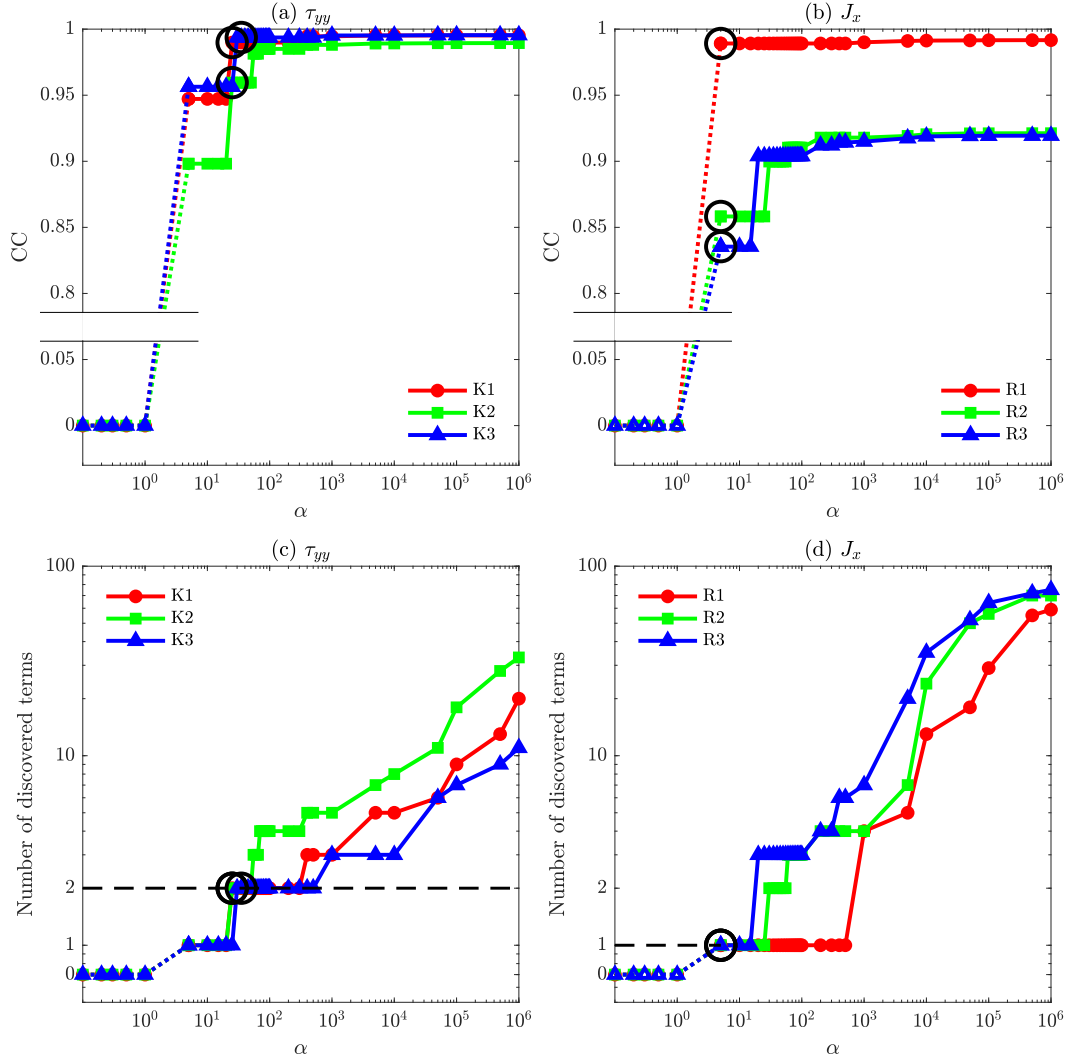 (a) τyy
CC
1
0.95
0.9
0.85
0.8
0.05
0
K1
K2
K3
10^0 10^1 10^2 10^3 10^4 10^5 10^6
α
(b) Jx
CC
1
0.95
0.9
0.85
0.8
0.05
0
R1
R2
R3
10^0 10^1 10^2 10^3 10^4 10^5 10^6
α
(c) τyy
Number of discovered terms
100
10
2
1
0
K1
K2
K3
10^0 10^1 10^2 10^3 10^4 10^5 10^6
α
(d) Jx
Number of discovered terms
100
10
2
1
0
R1
R2
R3
10^0 10^1 10^2 10^3 10^4 10^5 10^6
α